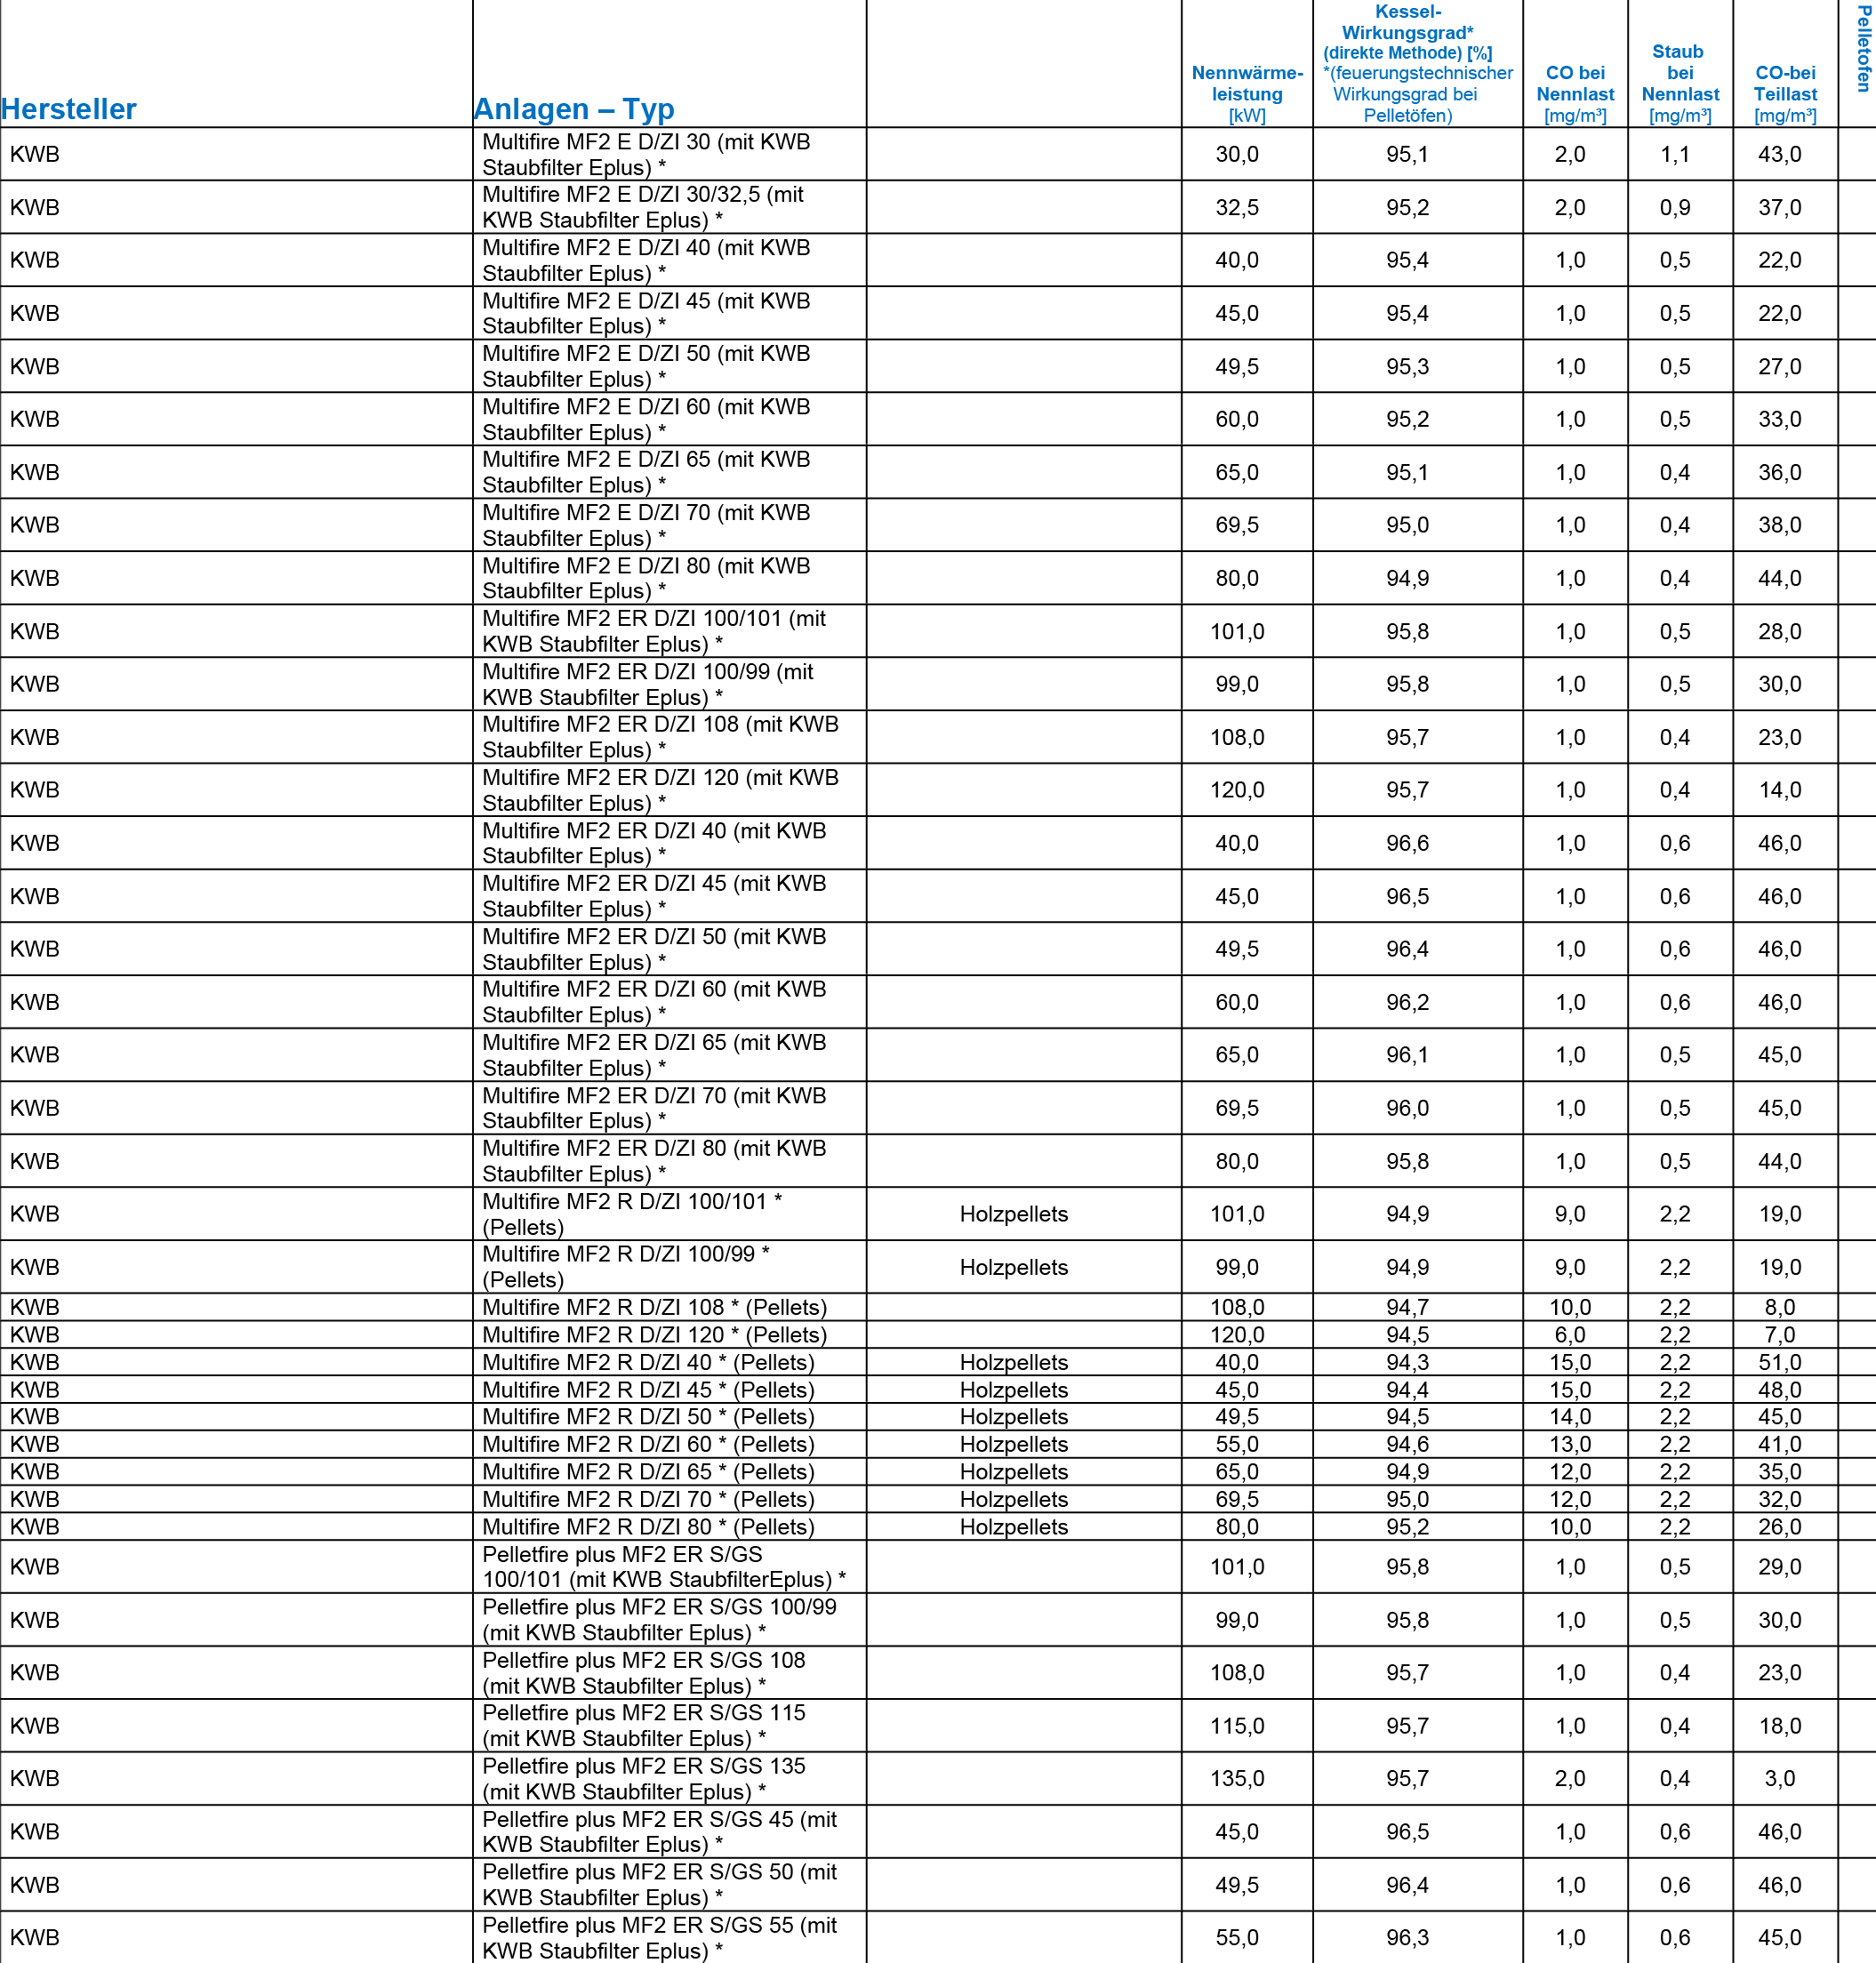 Hersteller Anlagen – Typ Nennwärme-leistung [kW] Kessel-Wirkungsgrad* (direkte Methode) [%] *(feuerungstechnischer Wirkungsgrad bei Pelletöfen) CO bei Nennlast [mg/m³] Staub bei Nennlast [mg/m³] CO-bei Teillast [mg/m³] Pelletofen
KWB Multifire MF2 E D/ZI 30 (mit KWB Staubfilter Eplus) * 30,0 95,1 2,0 1,1 43,0
KWB Multifire MF2 E D/ZI 30/32,5 (mit KWB Staubfilter Eplus) * 32,5 95,2 2,0 0,9 37,0
KWB Multifire MF2 E D/ZI 40 (mit KWB Staubfilter Eplus) * 40,0 95,4 1,0 0,5 22,0
KWB Multifire MF2 E D/ZI 45 (mit KWB Staubfilter Eplus) * 45,0 95,4 1,0 0,5 22,0
KWB Multifire MF2 E D/ZI 50 (mit KWB Staubfilter Eplus) * 49,5 95,3 1,0 0,5 27,0
KWB Multifire MF2 E D/ZI 60 (mit KWB Staubfilter Eplus) * 60,0 95,2 1,0 0,5 33,0
KWB Multifire MF2 E D/ZI 65 (mit KWB Staubfilter Eplus) * 65,0 95,1 1,0 0,4 36,0
KWB Multifire MF2 E D/ZI 70 (mit KWB Staubfilter Eplus) * 69,5 95,0 1,0 0,4 38,0
KWB Multifire MF2 E D/ZI 80 (mit KWB Staubfilter Eplus) * 80,0 94,9 1,0 0,4 44,0
KWB Multifire MF2 ER D/ZI 100/101 (mit KWB Staubfilter Eplus) * 101,0 95,8 1,0 0,5 28,0
KWB Multifire MF2 ER D/ZI 100/99 (mit KWB Staubfilter Eplus) * 99,0 95,8 1,0 0,5 30,0
KWB Multifire MF2 ER D/ZI 108 (mit KWB Staubfilter Eplus) * 108,0 95,7 1,0 0,4 23,0
KWB Multifire MF2 ER D/ZI 120 (mit KWB Staubfilter Eplus) * 120,0 95,7 1,0 0,4 14,0
KWB Multifire MF2 ER D/ZI 40 (mit KWB Staubfilter Eplus) * 40,0 96,6 1,0 0,6 46,0
KWB Multifire MF2 ER D/ZI 45 (mit KWB Staubfilter Eplus) * 45,0 96,5 1,0 0,6 46,0
KWB Multifire MF2 ER D/ZI 50 (mit KWB Staubfilter Eplus) * 49,5 96,4 1,0 0,6 46,0
KWB Multifire MF2 ER D/ZI 60 (mit KWB Staubfilter Eplus) * 60,0 96,2 1,0 0,6 46,0
KWB Multifire MF2 ER D/ZI 65 (mit KWB Staubfilter Eplus) * 65,0 96,1 1,0 0,5 45,0
KWB Multifire MF2 ER D/ZI 70 (mit KWB Staubfilter Eplus) * 69,5 96,0 1,0 0,5 45,0
KWB Multifire MF2 ER D/ZI 80 (mit KWB Staubfilter Eplus) * 80,0 95,8 1,0 0,5 44,0
KWB Multifire MF2 R D/ZI 100/101 * (Pellets) Holzpellets 101,0 94,9 9,0 2,2 19,0
KWB Multifire MF2 R D/ZI 100/99 * (Pellets) Holzpellets 99,0 94,9 9,0 2,2 19,0
KWB Multifire MF2 R D/ZI 108 * (Pellets) 108,0 94,7 10,0 2,2 8,0
KWB Multifire MF2 R D/ZI 120 * (Pellets) 120,0 94,5 6,0 2,2 7,0
KWB Multifire MF2 R D/ZI 40 * (Pellets) Holzpellets 40,0 94,3 15,0 2,2 51,0
KWB Multifire MF2 R D/ZI 45 * (Pellets) Holzpellets 45,0 94,4 15,0 2,2 48,0
KWB Multifire MF2 R D/ZI 50 * (Pellets) Holzpellets 49,5 94,5 14,0 2,2 45,0
KWB Multifire MF2 R D/ZI 60 * (Pellets) Holzpellets 55,0 94,6 13,0 2,2 41,0
KWB Multifire MF2 R D/ZI 65 * (Pellets) Holzpellets 65,0 94,9 12,0 2,2 35,0
KWB Multifire MF2 R D/ZI 70 * (Pellets) Holzpellets 69,5 95,0 12,0 2,2 32,0
KWB Multifire MF2 R D/ZI 80 * (Pellets) Holzpellets 80,0 95,2 10,0 2,2 26,0
KWB Pelletfire plus MF2 ER S/GS 100/101 (mit KWB StaubfilterEplus) * 101,0 95,8 1,0 0,5 29,0
KWB Pelletfire plus MF2 ER S/GS 100/99 (mit KWB Staubfilter Eplus) * 99,0 95,8 1,0 0,5 30,0
KWB Pelletfire plus MF2 ER S/GS 108 (mit KWB Staubfilter Eplus) * 108,0 95,7 1,0 0,4 23,0
KWB Pelletfire plus MF2 ER S/GS 115 (mit KWB Staubfilter Eplus) * 115,0 95,7 1,0 0,4 18,0
KWB Pelletfire plus MF2 ER S/GS 135 (mit KWB Staubfilter Eplus) * 135,0 95,7 2,0 0,4 3,0
KWB Pelletfire plus MF2 ER S/GS 45 (mit KWB Staubfilter Eplus) * 45,0 96,5 1,0 0,6 46,0
KWB Pelletfire plus MF2 ER S/GS 50 (mit KWB Staubfilter Eplus) * 49,5 96,4 1,0 0,6 46,0
KWB Pelletfire plus MF2 ER S/GS 55 (mit KWB Staubfilter Eplus) * 55,0 96,3 1,0 0,6 45,0